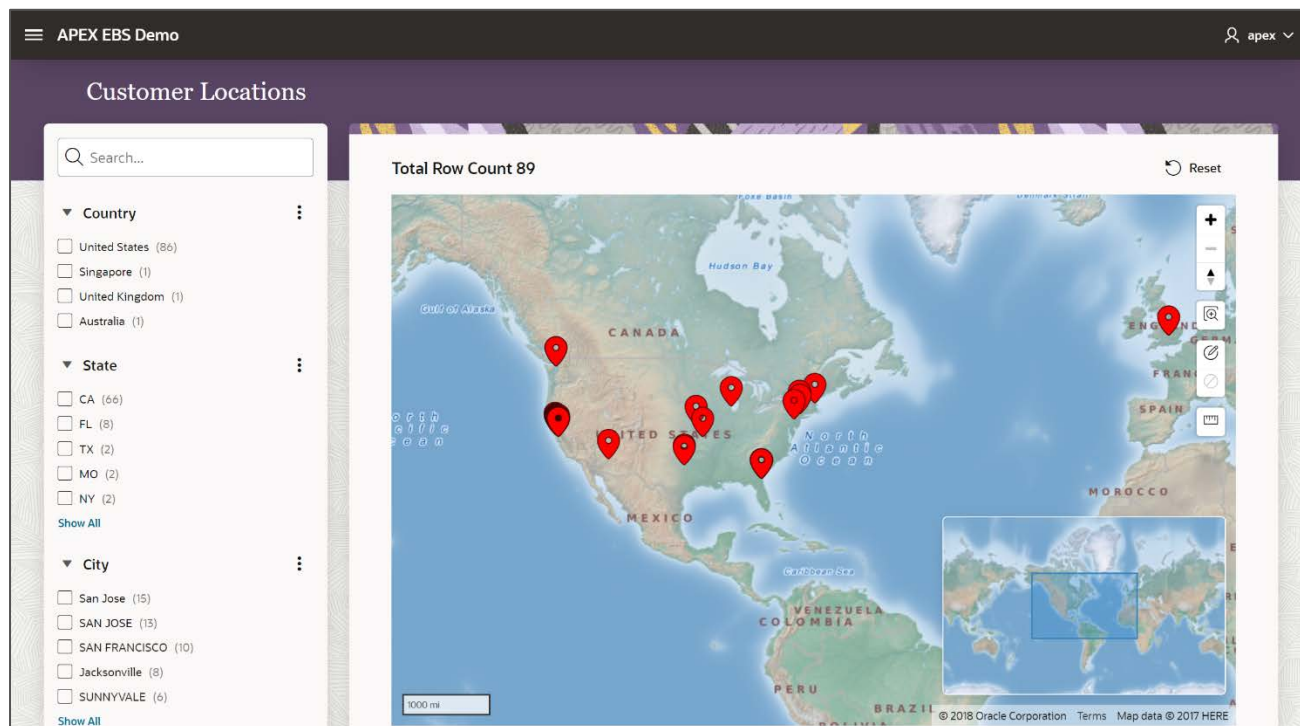 APEX EBS Demo
apex
Customer Locations
Search...
Country
United States (86)
Singapore (1)
United Kingdom (1)
Australia (1)
State
CA (66)
FL (8)
TX (2)
MO (2)
NY (2)
Show All
City
San Jose (15)
SAN JOSE (13)
SAN FRANCISCO (10)
Jacksonville (8)
SUNNYVALE (6)
Show All
Total Row Count 89
Reset
Foxe Basin
Hudson Bay
Gulf of Alaska
CANADA
UNITED STATES
North
Atlantic
Ocean
MEXICO
Caribbean Sea
VENEZUELA
COLOMBIA
PERU
BRAZIL
MOROCCO
SPAIN
1000 mi
© 2018 Oracle Corporation Terms Map data © 2017 HERE